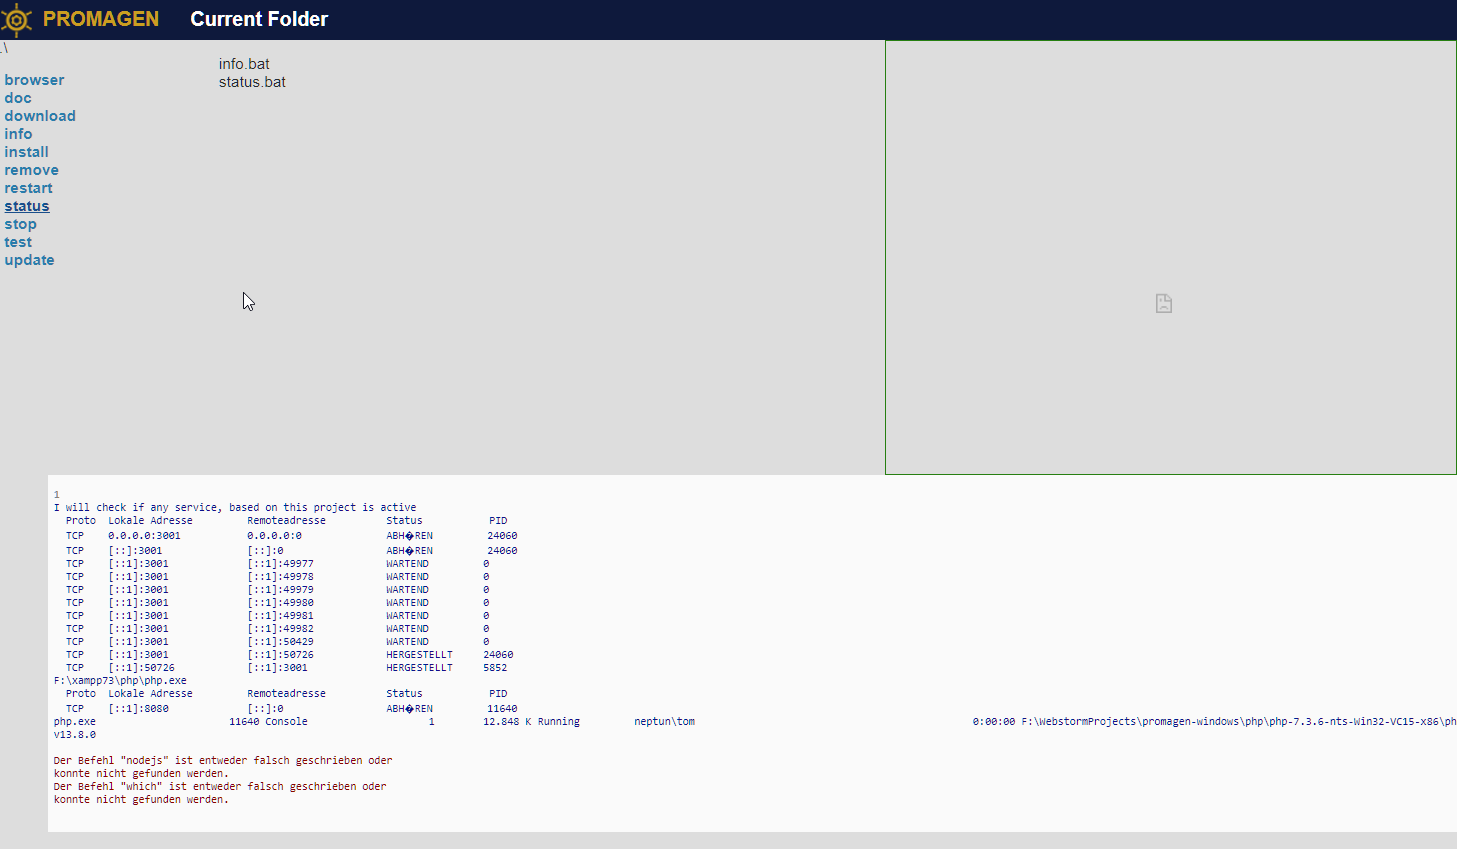 PROMAGEN Current Folder
.\
browser
doc
download
info
install
remove
restart
status
stop
test
update
info.bat
status.bat
1
I will check if any service, based on this project is active
Proto Lokale Adresse Remoteadresse Status PID
TCP 0.0.0.0:3001 0.0.0.0:0 ABH�REN 24060
TCP [::]:3001 [::]:0 ABH�REN 24060
TCP [::1]:3001 [::1]:49977 WARTEND 0
TCP [::1]:3001 [::1]:49978 WARTEND 0
TCP [::1]:3001 [::1]:49979 WARTEND 0
TCP [::1]:3001 [::1]:49980 WARTEND 0
TCP [::1]:3001 [::1]:49981 WARTEND 0
TCP [::1]:3001 [::1]:49982 WARTEND 0
TCP [::1]:3001 [::1]:50429 WARTEND 0
TCP [::1]:3001 [::1]:50726 HERGESTELLT 24060
TCP [::1]:50726 [::1]:3001 HERGESTELLT 5852
F:\xampp73\php\php.exe
Proto Lokale Adresse Remoteadresse Status PID
TCP [::1]:8080 [::]:0 ABH�REN 11640
php.exe 11640 Console 1 12.848 K Running neptun\tom 0:00:00 F:\WebstormProjects\promagen-windows\php\php-7.3.6-nts-Win32-VC15-x86\ph
v13.8.0
Der Befehl "nodejs" ist entweder falsch geschrieben oder
konnte nicht gefunden werden.
Der Befehl "which" ist entweder falsch geschrieben oder
konnte nicht gefunden werden.